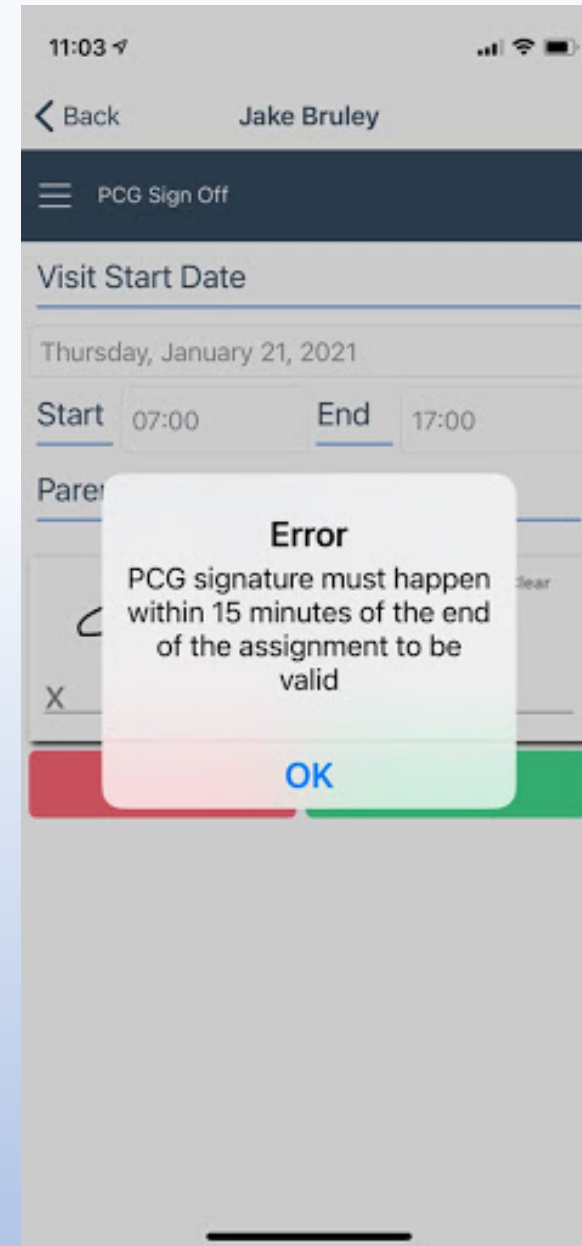 11:03
Back Jake Bruley
PCG Sign Off
Visit Start Date
Thursday, January 21, 2021
Start 07:00 End 17:00
Error
PCG signature must happen
within 15 minutes of the end
of the assignment to be
valid
X
OK